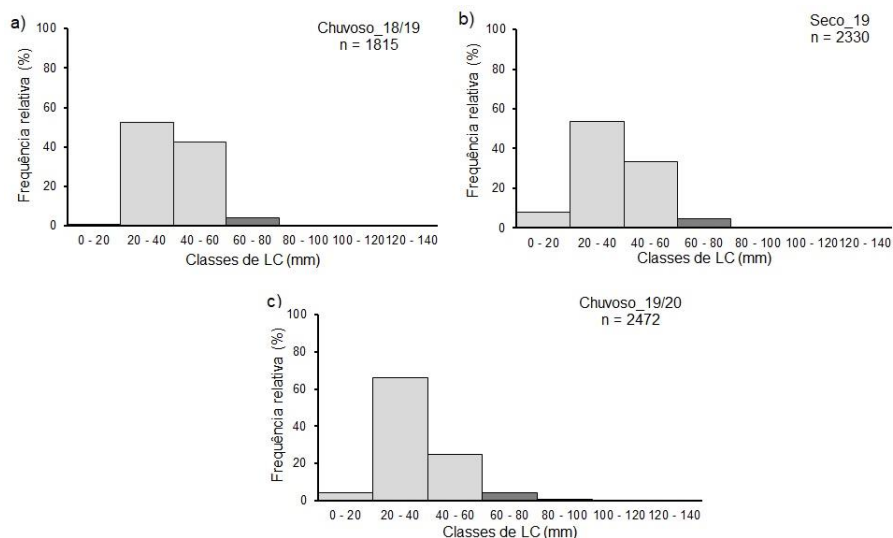 a)
Chuvoso_18/19
n = 1815
Frequência relativa (%)
100
80
60
40
20
0
0 - 20 20 - 40 40 - 60 60 - 80 80 - 100 100 - 120 120 - 140
Classes de LC (mm)
b)
Seco_19
n = 2330
Frequência relativa (%)
100
80
60
40
20
0
0 - 20 20 - 40 40 - 60 60 - 80 80 - 100 100 - 120 120 - 140
Classes de LC (mm)
c)
Chuvoso_19/20
n = 2472
Frequência relativa (%)
100
80
60
40
20
0
0 - 20 20 - 40 40 - 60 60 - 80 80 - 100 100 - 120 120 - 140
Classes de LC (mm)